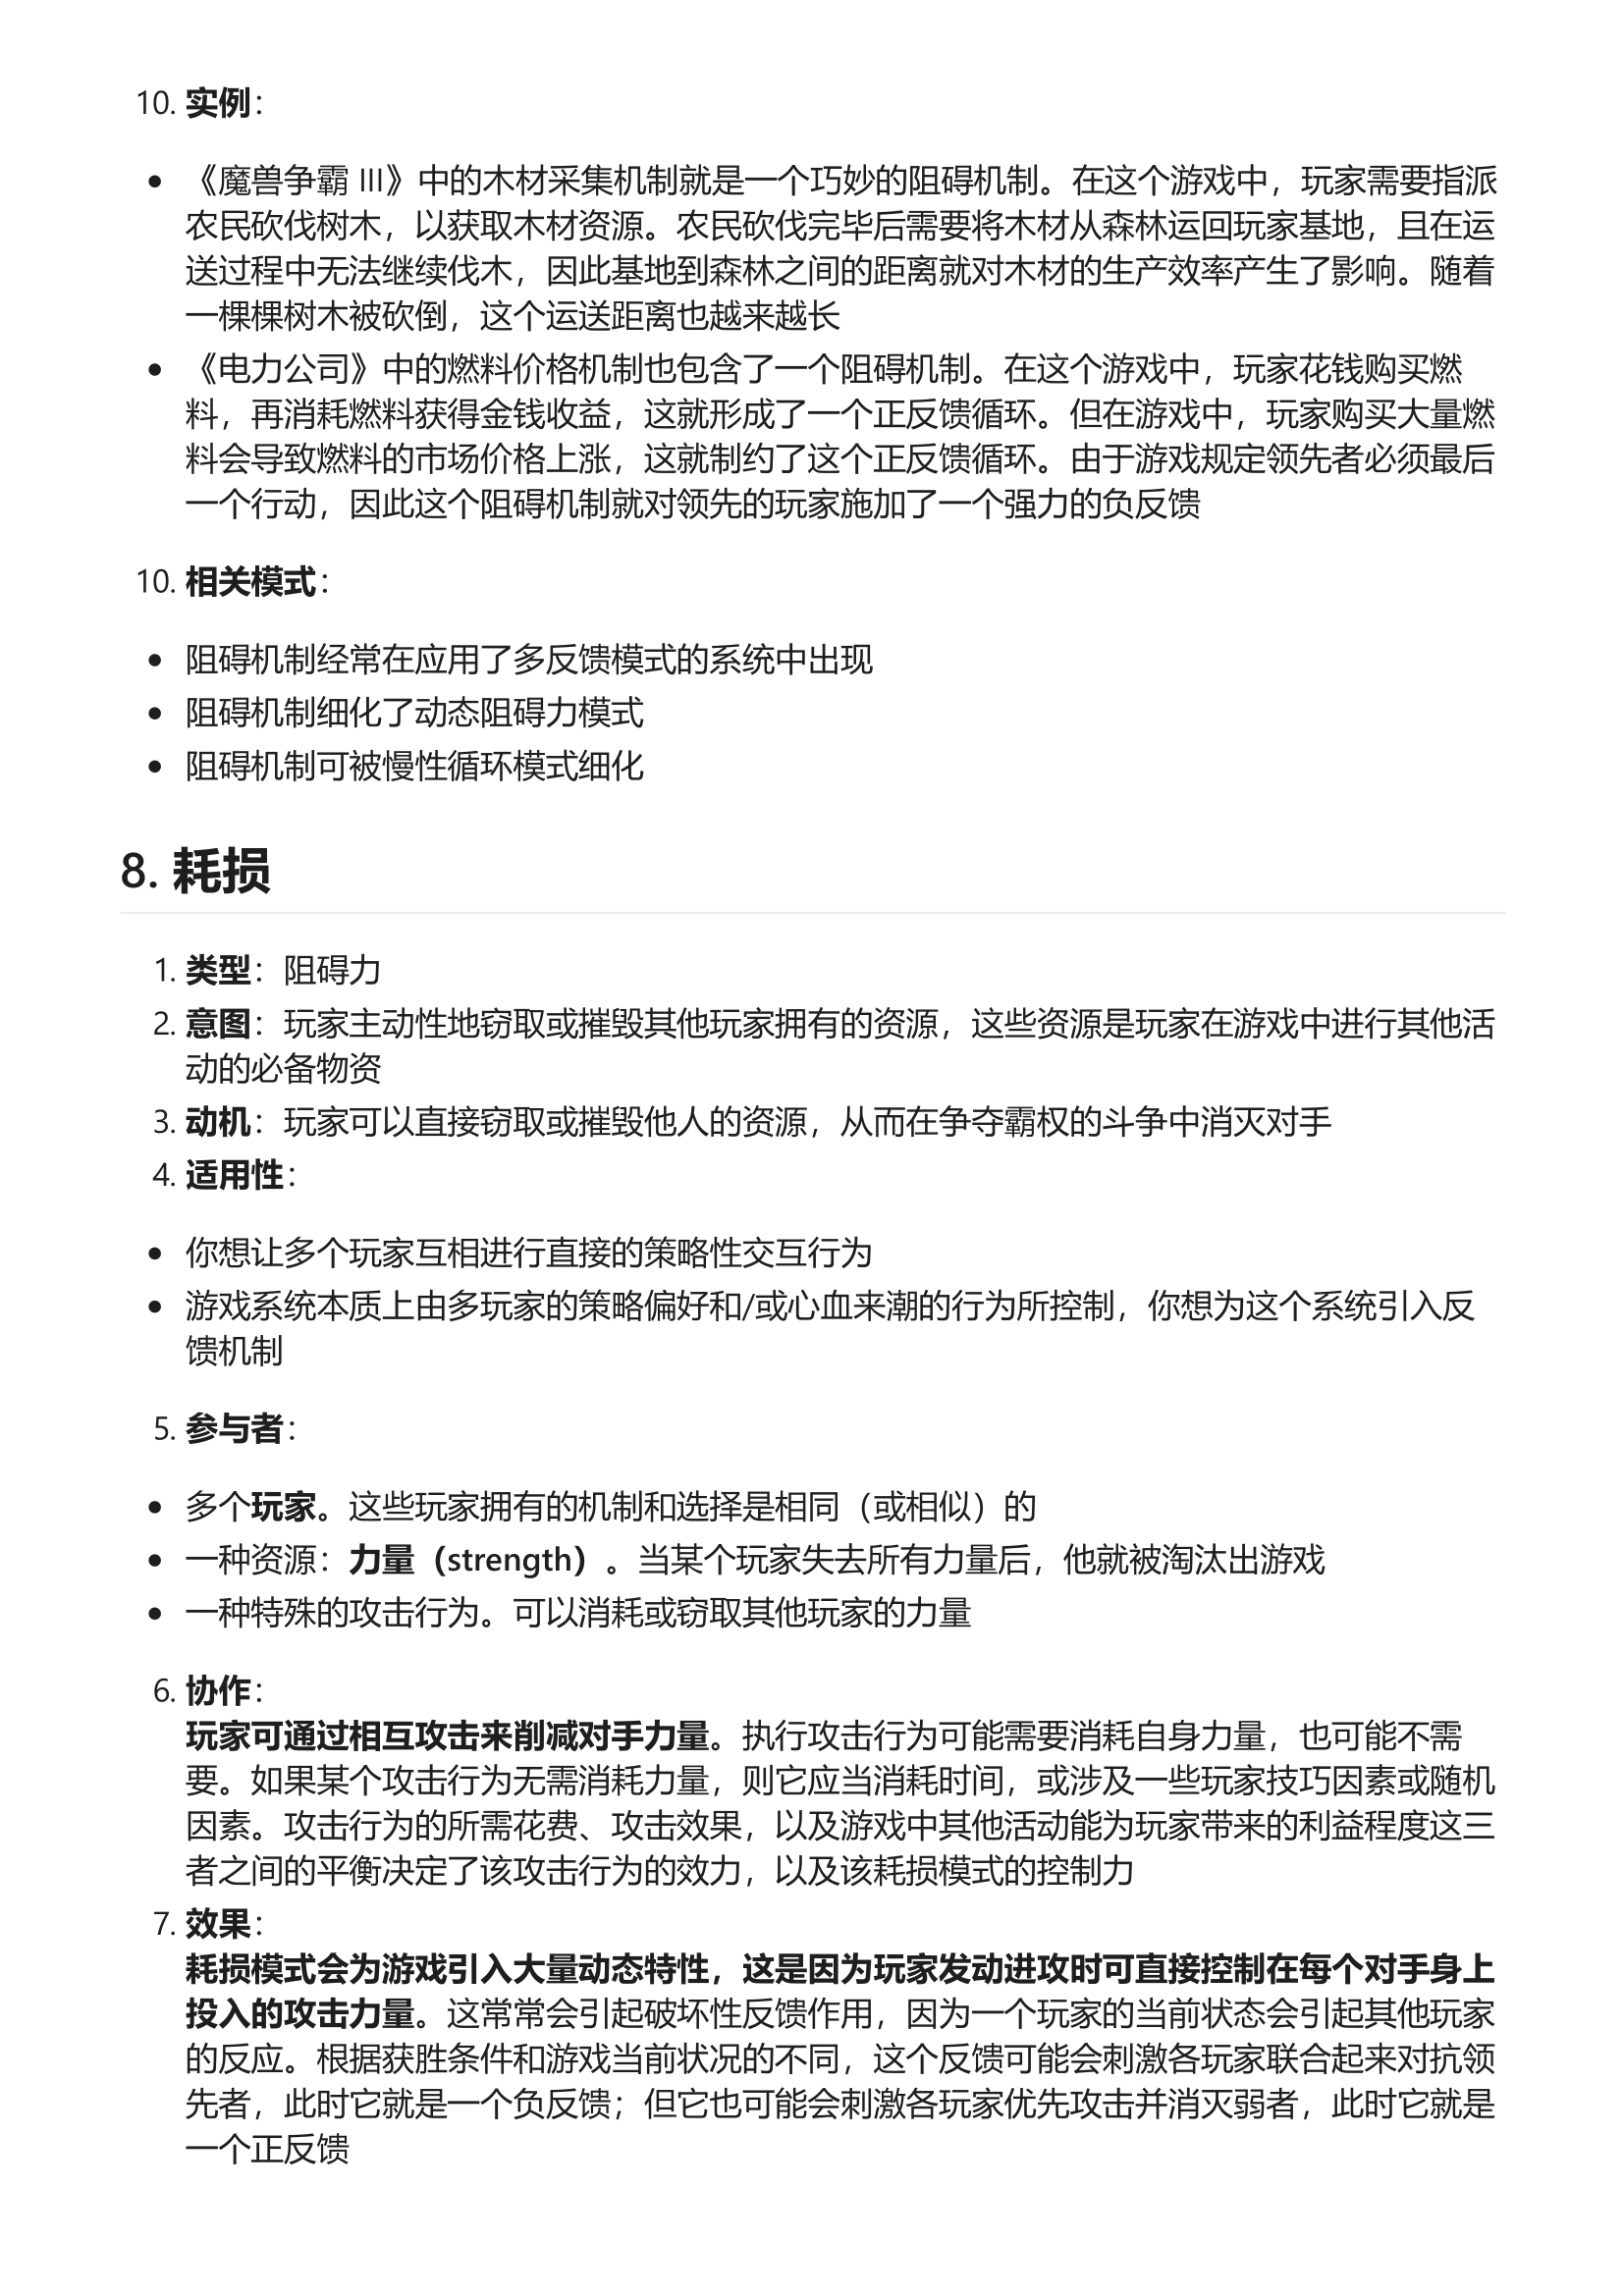 10. 实例：
• 《魔兽争霸 III》中的木材采集机制就是一个巧妙的阻碍机制。在这个游戏中，玩家需要指派
农民砍伐树木，以获取木材资源。农民砍伐完毕后需要将木材从森林运回玩家基地，且在运
送过程中无法继续伐木，因此基地到森林之间的距离就对木材的生产效率产生了影响。随着
一棵棵树木被砍倒，这个运送距离也越来越长
• 《电力公司》中的燃料价格机制也包含了一个阻碍机制。在这个游戏中，玩家花钱购买燃
料，再消耗燃料获得金钱收益，这就形成了一个正反馈循环。但在游戏中，玩家购买大量燃
料会导致燃料的市场价格上涨，这就制约了这个正反馈循环。由于游戏规定领先者必须最后
一个行动，因此这个阻碍机制就对领先的玩家施加了一个强力的负反馈
10. 相关模式：
• 阻碍机制经常在应用了多反馈模式的系统中出现
• 阻碍机制细化了动态阻碍力模式
• 阻碍机制可被慢性循环模式细化
8. 耗损
1. 类型：阻碍力
2. 意图：玩家主动性地窃取或摧毁其他玩家拥有的资源，这些资源是玩家在游戏中进行其他活
动的必备物资
3. 动机：玩家可以直接窃取或摧毁他人的资源，从而在争夺霸权的斗争中消灭对手
4. 适用性：
• 你想让多个玩家互相进行直接的策略性交互行为
• 游戏系统本质上由多玩家的策略偏好和/或心血来潮的行为所控制，你想为这个系统引入反
馈机制
5. 参与者：
• 多个玩家。这些玩家拥有的机制和选择是相同（或相似）的
• 一种资源：力量（strength）。当某个玩家失去所有力量后，他就被淘汰出游戏
• 一种特殊的攻击行为。可以消耗或窃取其他玩家的力量
6. 协作：
玩家可通过相互攻击来削减对手力量。执行攻击行为可能需要消耗自身力量，也可能不需
要。如果某个攻击行为无需消耗力量，则它应当消耗时间，或涉及一些玩家技巧因素或随机
因素。攻击行为的所需花费、攻击效果，以及游戏中其他活动能为玩家带来的利益程度这三
者之间的平衡决定了该攻击行为的效力，以及该耗损模式的控制力
7. 效果：
耗损模式会为游戏引入大量动态特性，这是因为玩家发动进攻时可直接控制在每个对手身上
投入的攻击力量。这常常会引起破坏性反馈作用，因为一个玩家的当前状态会引起其他玩家
的反应。根据获胜条件和游戏当前状况的不同，这个反馈可能会刺激各玩家联合起来对抗领
先者，此时它就是一个负反馈；但它也可能会刺激各玩家优先攻击并消灭弱者，此时它就是
一个正反馈